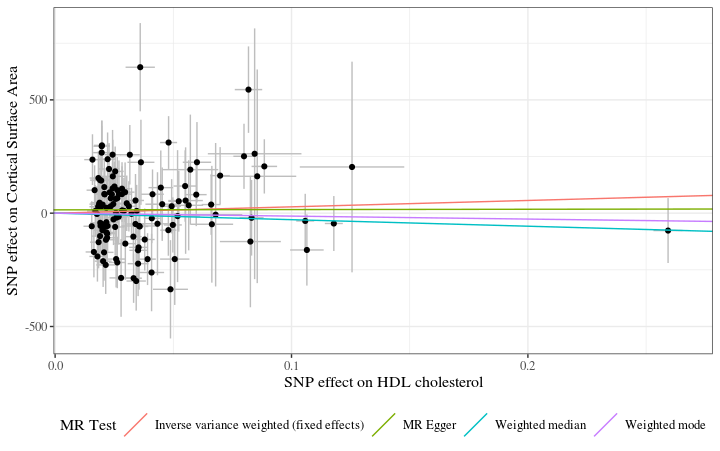 SNP effect on Cortical Surface Area
500
0
-500
0.0
0.1
0.2
SNP effect on HDL cholesterol
MR Test
Inverse variance weighted (fixed effects)
MR Egger
Weighted median
Weighted mode